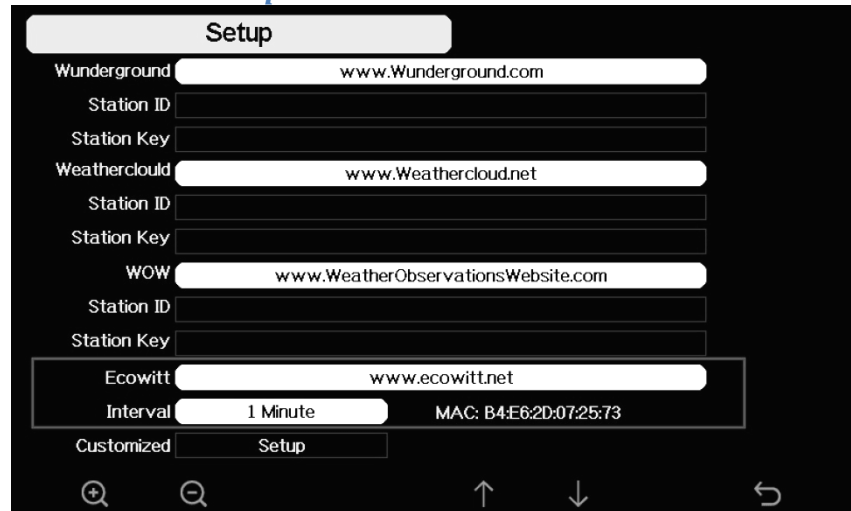 Setup
Wunderground www.Wunderground.com
Station ID
Station Key
Weatherclould www.Weathercloud.net
Station ID
Station Key
WOW www.WeatherObservationsWebsite.com
Station ID
Station Key
Ecowitt www.ecowitt.net
Interval 1 Minute MAC: B4:E6:2D:07:25:73
Customized Setup